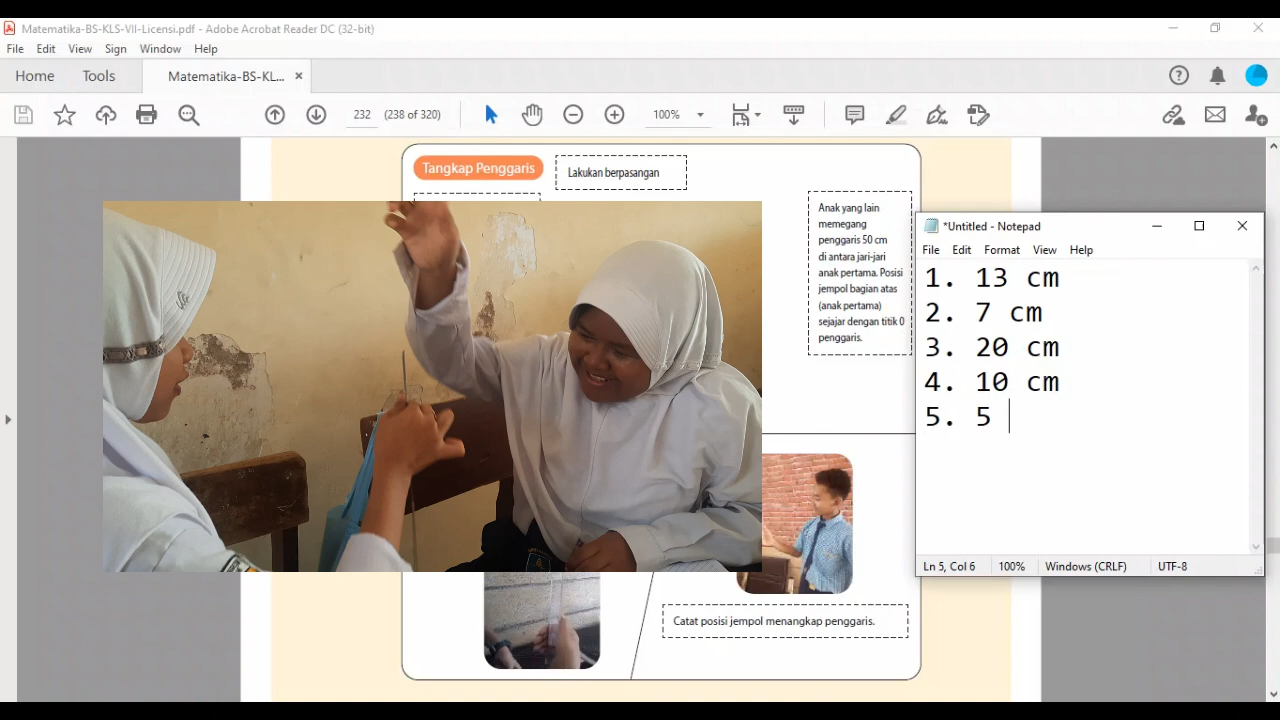 Matematika-BS-KLS-VII-Licensi.pdf - Adobe Acrobat Reader DC (32-bit)
File Edit View Sign Window Help
Home Tools Matematika-BS-KL... ×
232 (238 of 320) 100%
Tangkap Penggaris
Lakukan berpasangan
Anak yang lain
memegang
penggaris 50 cm
di antara jari-jari
anak pertama. Posisi
jempol bagian atas
(anak pertama)
sejajar dengan titik 0
penggaris.
Catat posisi jempol menangkap penggaris.
*Untitled - Notepad
File Edit Format View Help
1. 13 cm
2. 7 cm
3. 20 cm
4. 10 cm
5. 5
Ln 5, Col 6 100% Windows (CRLF) UTF-8